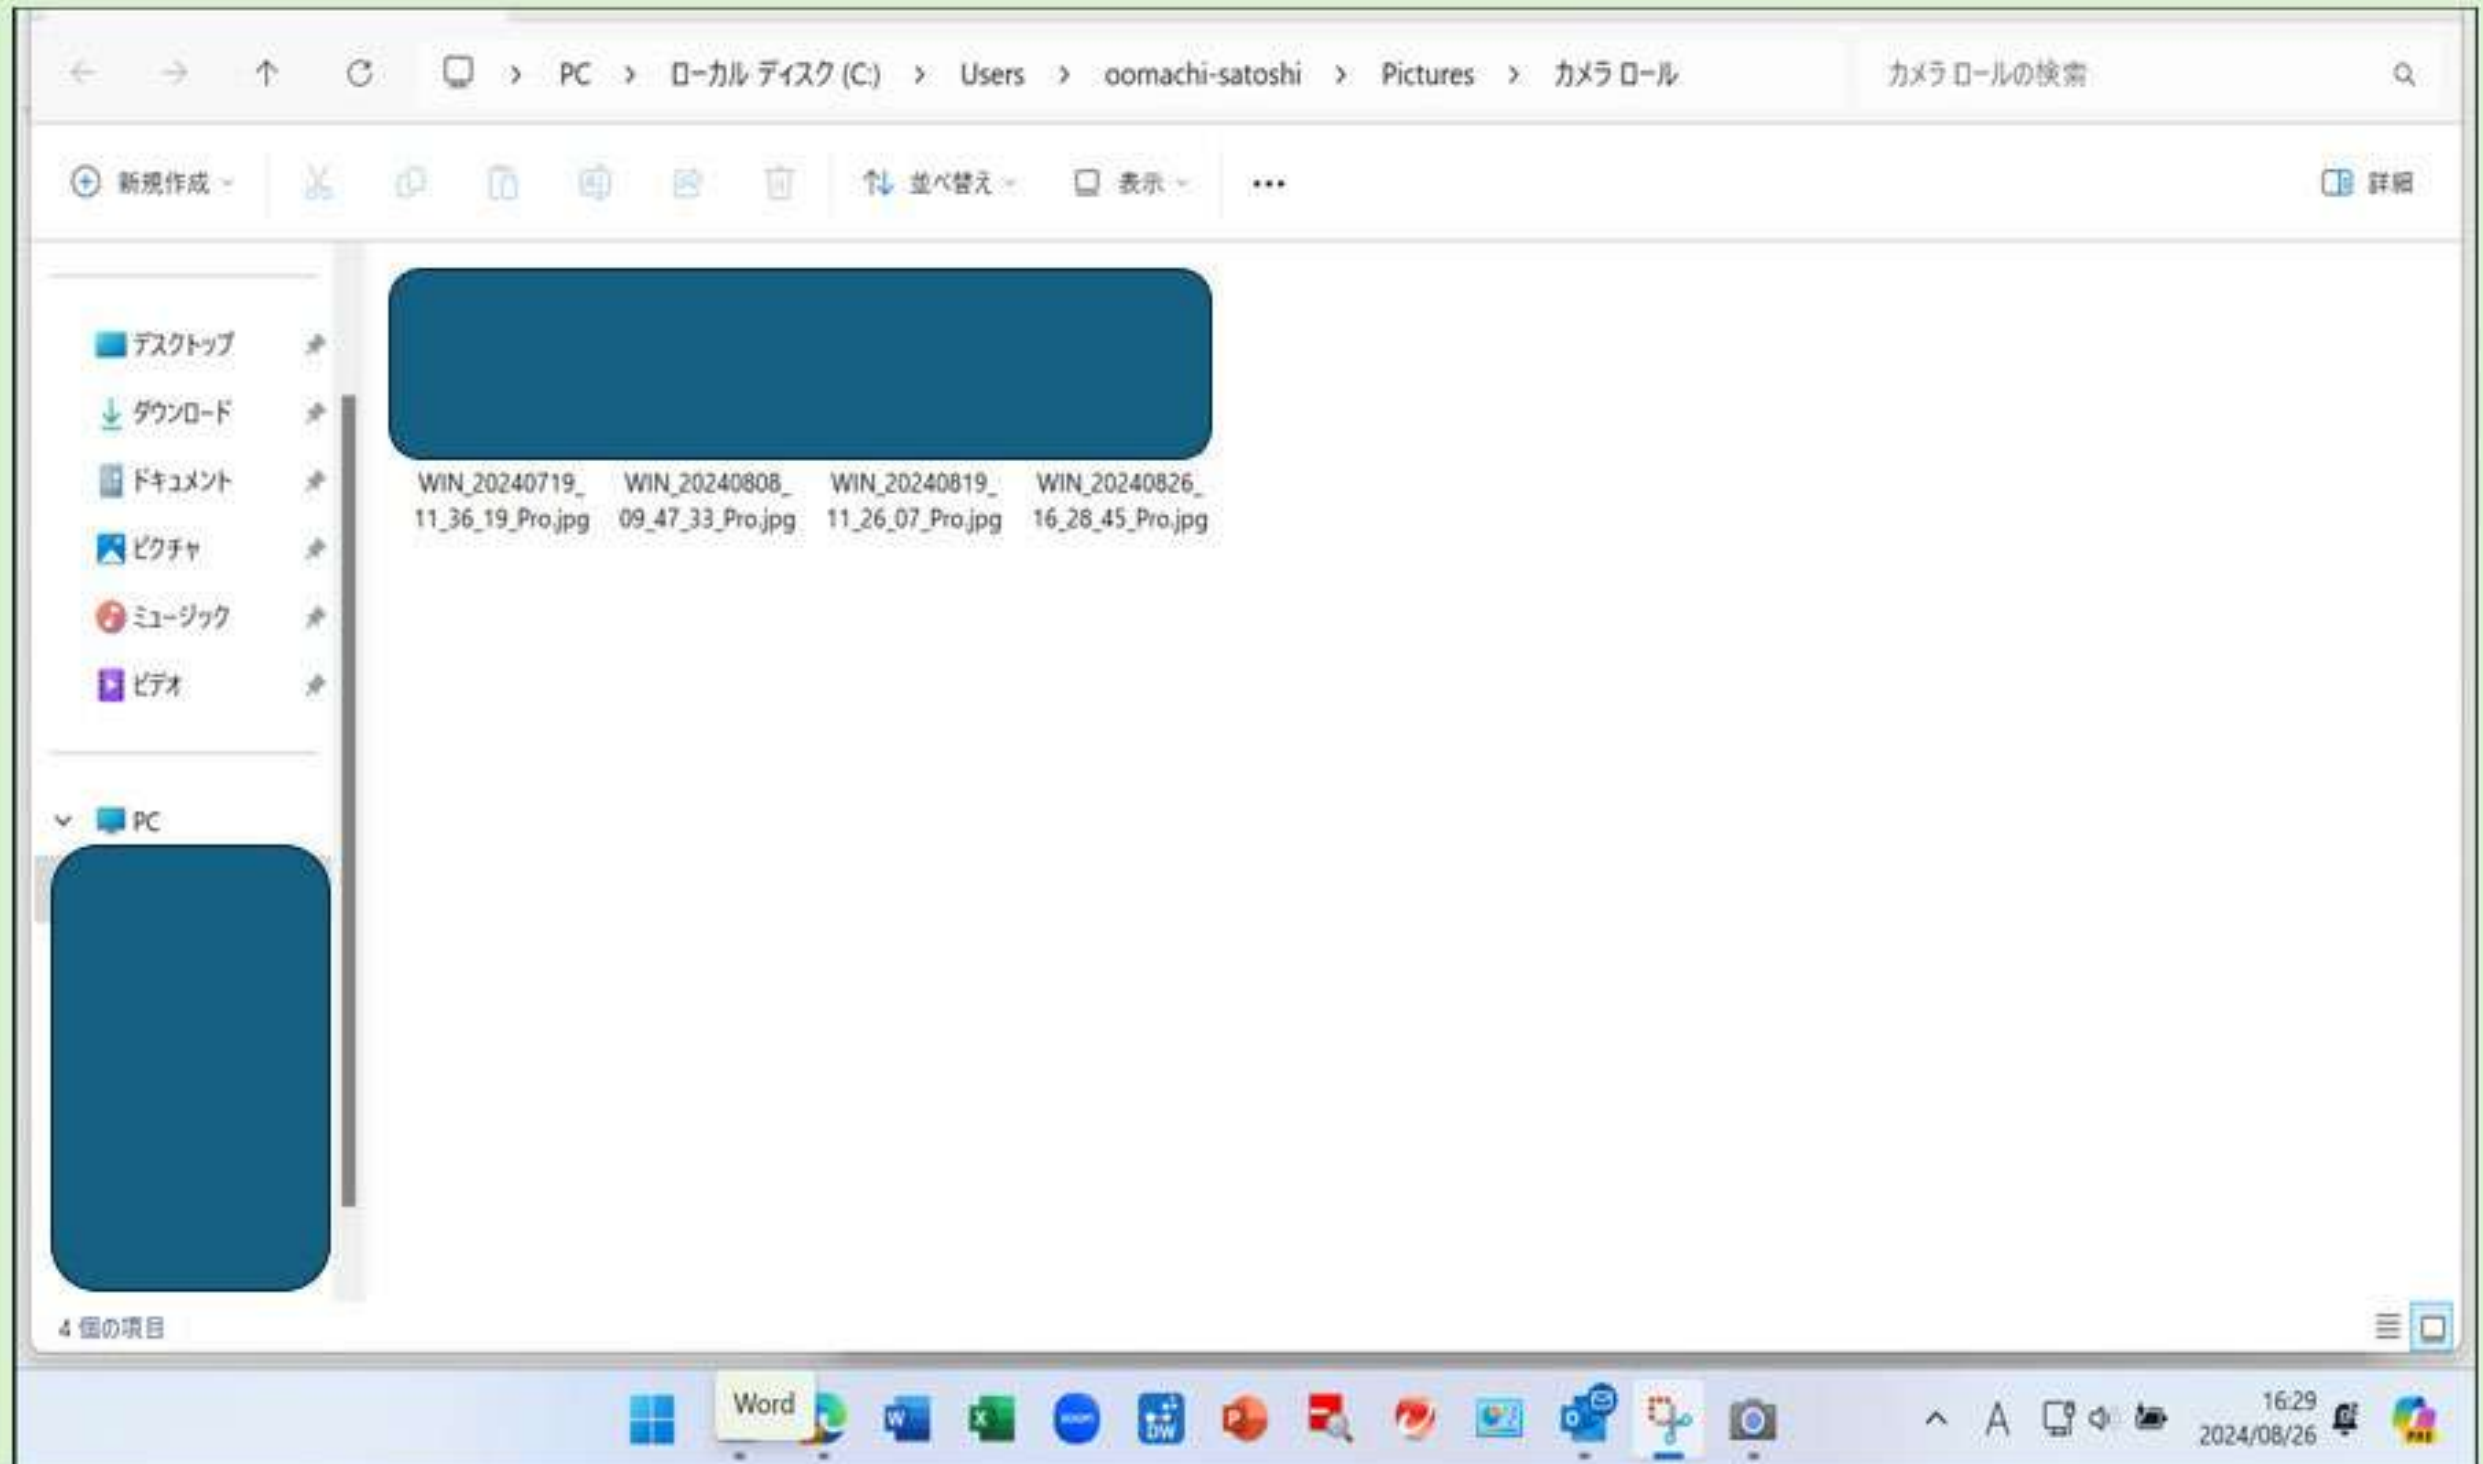 PC > ローカル ディスク (C:) > Users > oomachi-satoshi > Pictures > カメラ ロール
カメラ ロールの検索
新規作成
並べ替え
表示
•••
詳細
デスクトップ
ダウンロード
ドキュメント
ピクチャ
ミュージック
ビデオ
PC
WIN_20240719_
11_36_19_Pro.jpg
WIN_20240808_
09_47_33_Pro.jpg
WIN_20240819_
11_26_07_Pro.jpg
WIN_20240826_
16_28_45_Pro.jpg
4 個の項目
Word
W
X
zoom
DW
P
O
A
16:29
2024/08/26
PRE